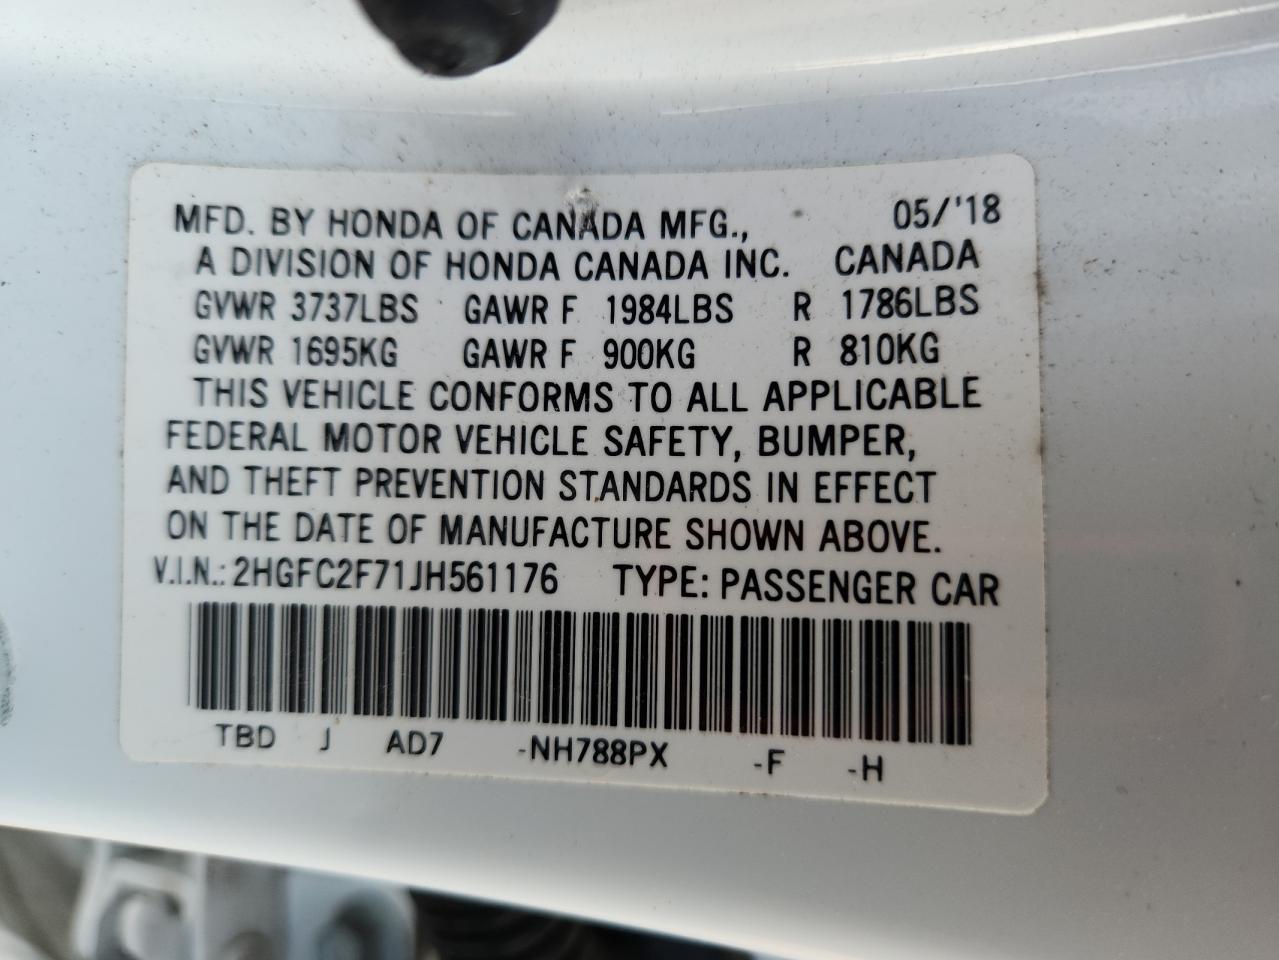 MFD. BY HONDA OF CANADA MFG., 05/'18
A DIVISION OF HONDA CANADA INC. CANADA
GVWR 3737LBS GAWR F 1984LBS R 1786LBS
GVWR 1695KG GAWR F 900KG R 810KG
THIS VEHICLE CONFORMS TO ALL APPLICABLE
FEDERAL MOTOR VEHICLE SAFETY, BUMPER,
AND THEFT PREVENTION STANDARDS IN EFFECT
ON THE DATE OF MANUFACTURE SHOWN ABOVE.
V.I.N.: 2HGFC2F71JH561176 TYPE: PASSENGER CAR
TBD J AD7 -NH788PX -F -H